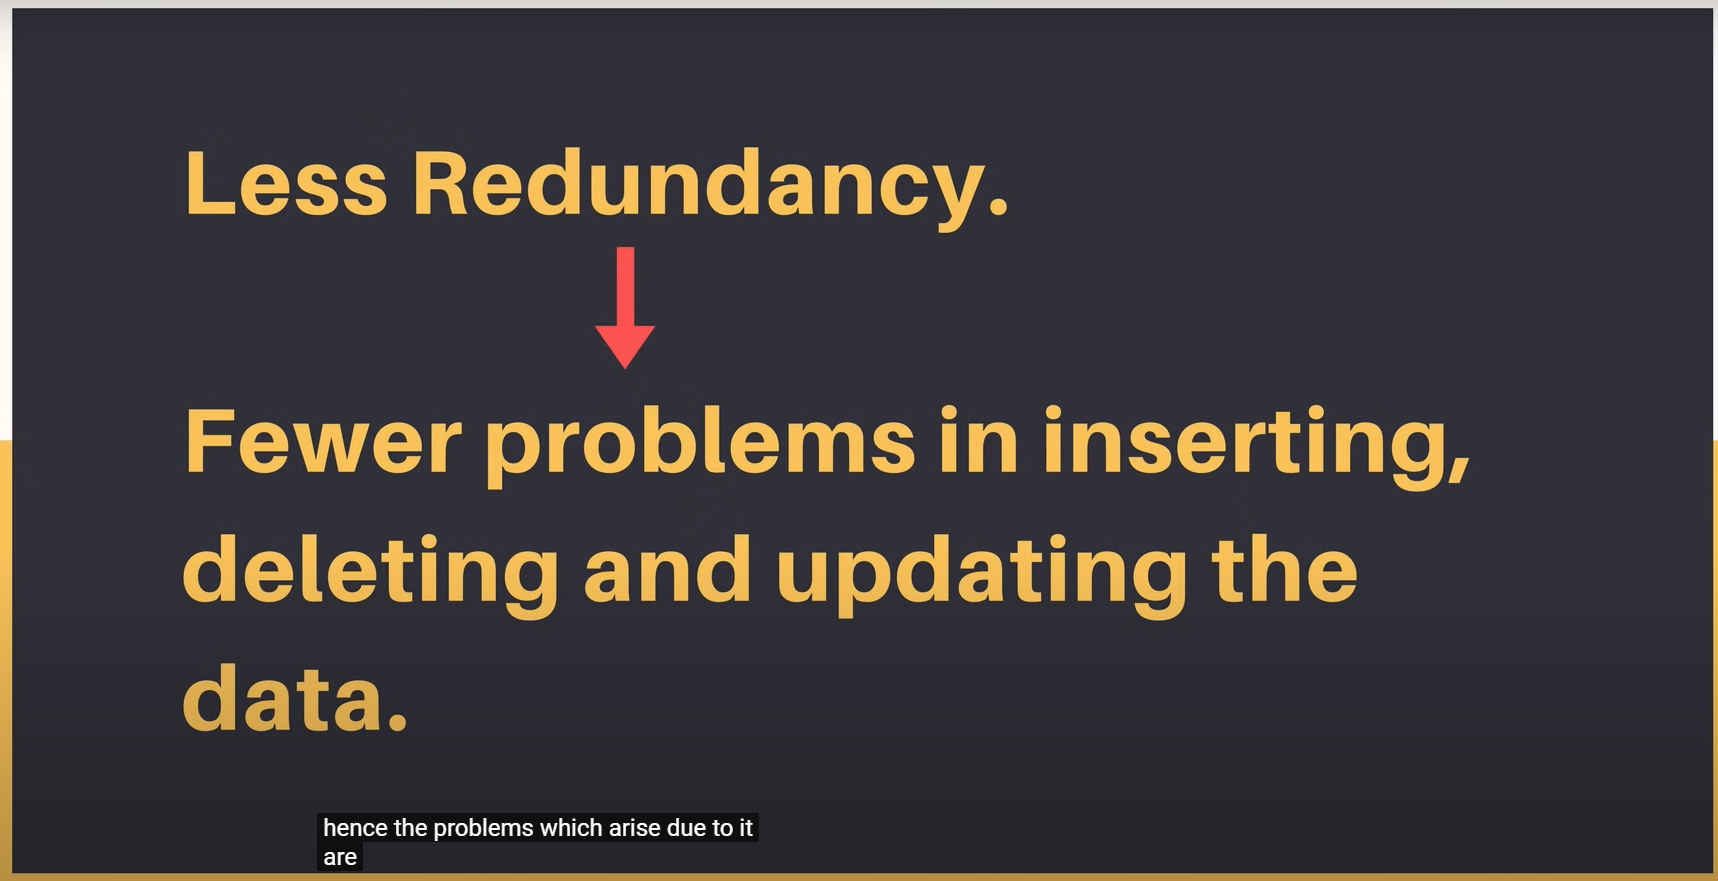 Less Redundancy.
Fewer problems in inserting,
deleting and updating the
data.
hence the problems which arise due to it
are